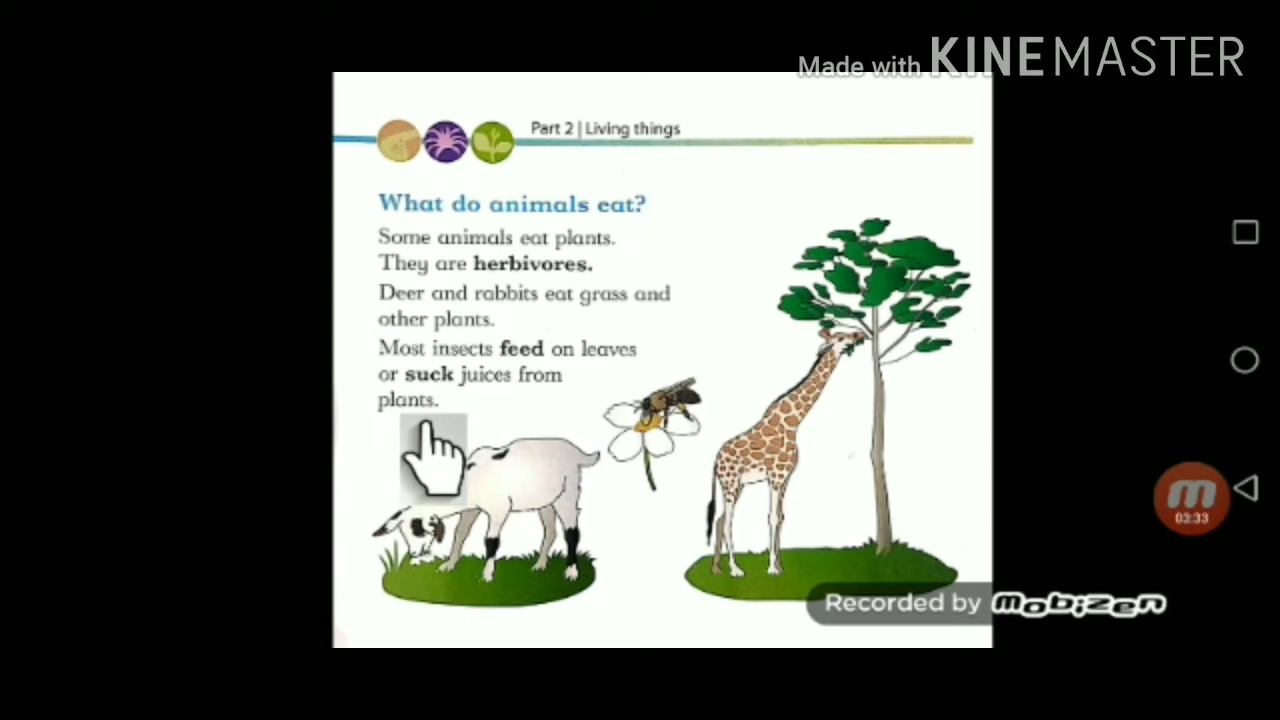 Made with KINEMASTER
Part 2 | Living things
What do animals eat?
Some animals eat plants.
They are herbivores.
Deer and rabbits eat grass and
other plants.
Most insects feed on leaves
or suck juices from
plants.
03:33
Recorded by Mobizen